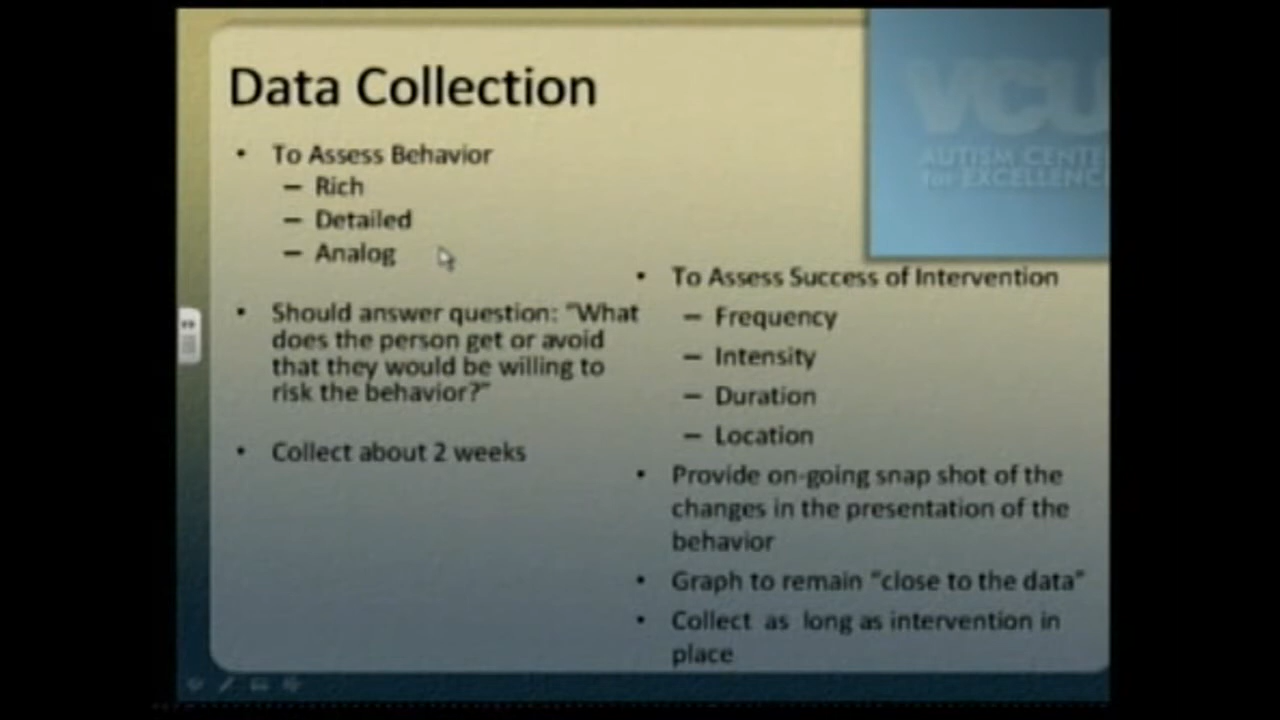 Data Collection
• To Assess Behavior
– Rich
– Detailed
– Analog
• Should answer question: "What
does the person get or avoid
that they would be willing to
risk the behavior?"
• Collect about 2 weeks
VCU
AUTISM CENTE
for EXCELLENC
• To Assess Success of Intervention
– Frequency
– Intensity
– Duration
– Location
• Provide on-going snap shot of the
changes in the presentation of the
behavior
• Graph to remain "close to the data"
• Collect as long as intervention in
place